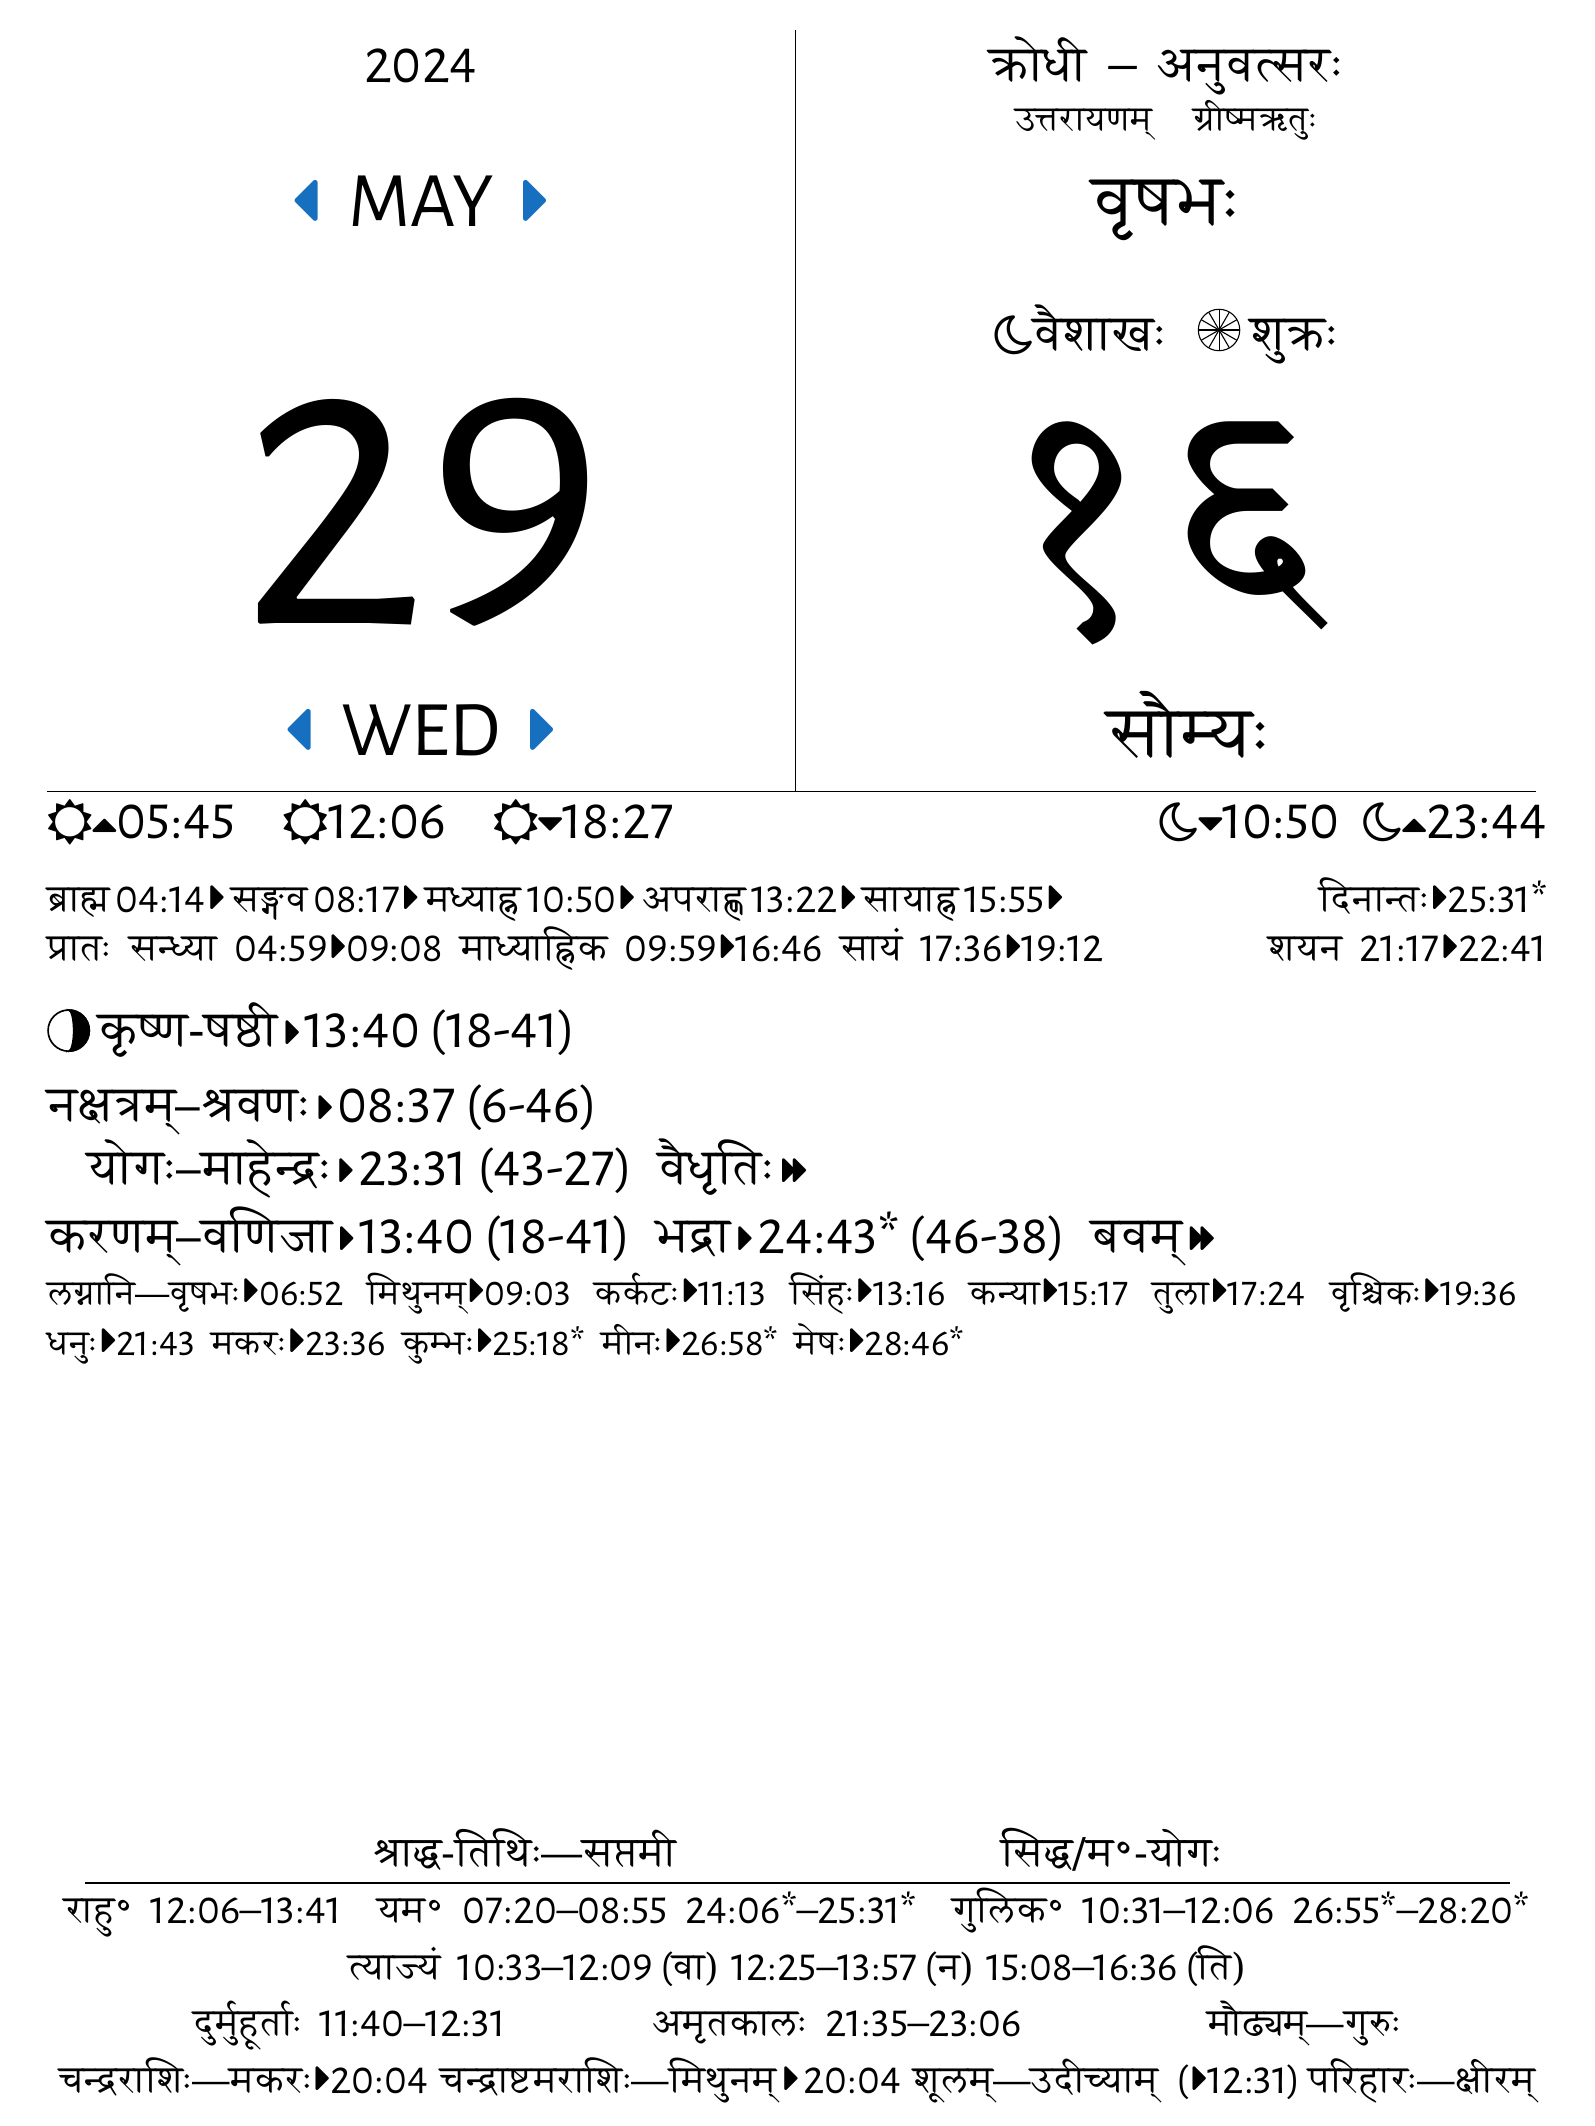 2024
MAY
29
WED
क्रोधी – अनुवत्सरः
उत्तरायणम् ग्रीष्मऋतुः
वृषभः
वैशाखः शुक्रः
१६
सौम्यः
05:45 12:06 18:27 10:50 23:44
ब्राह्म 04:14 सङ्गव 08:17 मध्याह्न 10:50 अपराह्ण 13:22 सायाह्न 15:55 दिनान्तः 25:31*
प्रातः सन्ध्या 04:59 09:08 माध्याह्निक 09:59 16:46 सायं 17:36 19:12 शयन 21:17 22:41
कृष्ण-षष्ठी 13:40 (18-41)
नक्षत्रम्–श्रवणः 08:37 (6-46)
योगः–माहेन्द्रः 23:31 (43-27) वैधृतिः
करणम्–वणिजा 13:40 (18-41) भद्रा 24:43* (46-38) बवम्
लग्नानि—वृषभः 06:52 मिथुनम् 09:03 कर्कटः 11:13 सिंहः 13:16 कन्या 15:17 तुला 17:24 वृश्चिकः 19:36
धनुः 21:43 मकरः 23:36 कुम्भः 25:18* मीनः 26:58* मेषः 28:46*
श्राद्ध-तिथिः—सप्तमी सिद्ध/म॰-योगः
राहु॰ 12:06–13:41 यम॰ 07:20–08:55 24:06*–25:31* गुलिक॰ 10:31–12:06 26:55*–28:20*
त्याज्यं 10:33–12:09 (वा) 12:25–13:57 (न) 15:08–16:36 (ति)
दुर्मुहूर्ताः 11:40–12:31 अमृतकालः 21:35–23:06 मौढ्यम्—गुरुः
चन्द्रराशिः—मकरः 20:04 चन्द्राष्टमराशिः—मिथुनम् 20:04 शूलम्—उदीच्याम् (12:31) परिहारः—क्षीरम्